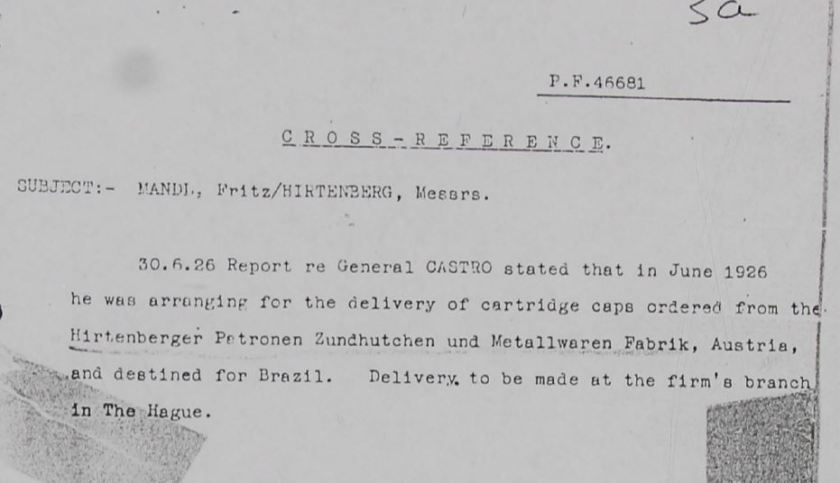 5a
P.F.46681
CROSS-REFERENCE.
SUBJECT:- MANDL, Fritz/HIRTENBERG, Messrs.
30.6.26 Report re General CASTRO stated that in June 1926
he was arranging for the delivery of cartridge caps ordered from the
Hirtenberger Patronen Zundhutchen und Metallwaren Fabrik, Austria,
and destined for Brazil. Delivery to be made at the firm's branch
in The Hague.